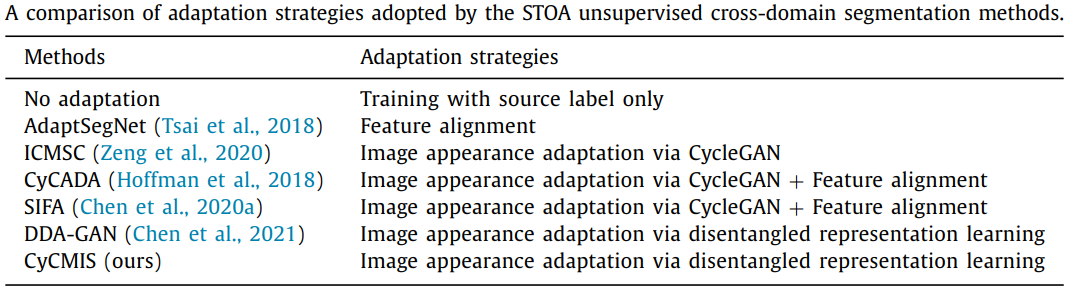 A comparison of adaptation strategies adopted by the STOA unsupervised cross-domain segmentation methods.
Methods Adaptation strategies
No adaptation Training with source label only
AdaptSegNet (Tsai et al., 2018) Feature alignment
ICMSC (Zeng et al., 2020) Image appearance adaptation via CycleGAN
CyCADA (Hoffman et al., 2018) Image appearance adaptation via CycleGAN + Feature alignment
SIFA (Chen et al., 2020a) Image appearance adaptation via CycleGAN + Feature alignment
DDA-GAN (Chen et al., 2021) Image appearance adaptation via disentangled representation learning
CyCMIS (ours) Image appearance adaptation via disentangled representation learning